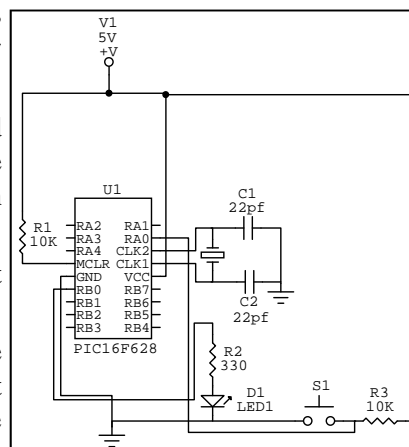 V1
5V
+V
U1
R1
10K
RA2 RA1
RA3 RA0
RA4 CLK2
MCLR CLK1
GND VCC
RB0 RB7
RB1 RB6
RB2 RB5
RB3 RB4
PIC16F628
C1
22pf
C2
22pf
R2
330
D1
LED1
S1
R3
10K